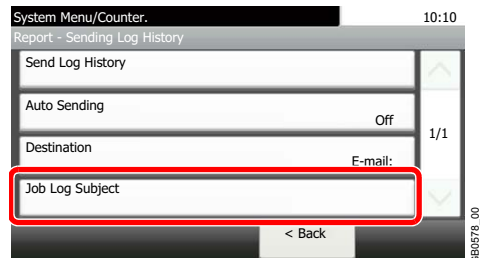 System Menu/Counter. 10:10
Report - Sending Log History
Send Log History
Auto Sending
Off
1/1
Destination
E-mail:
Job Log Subject
< Back